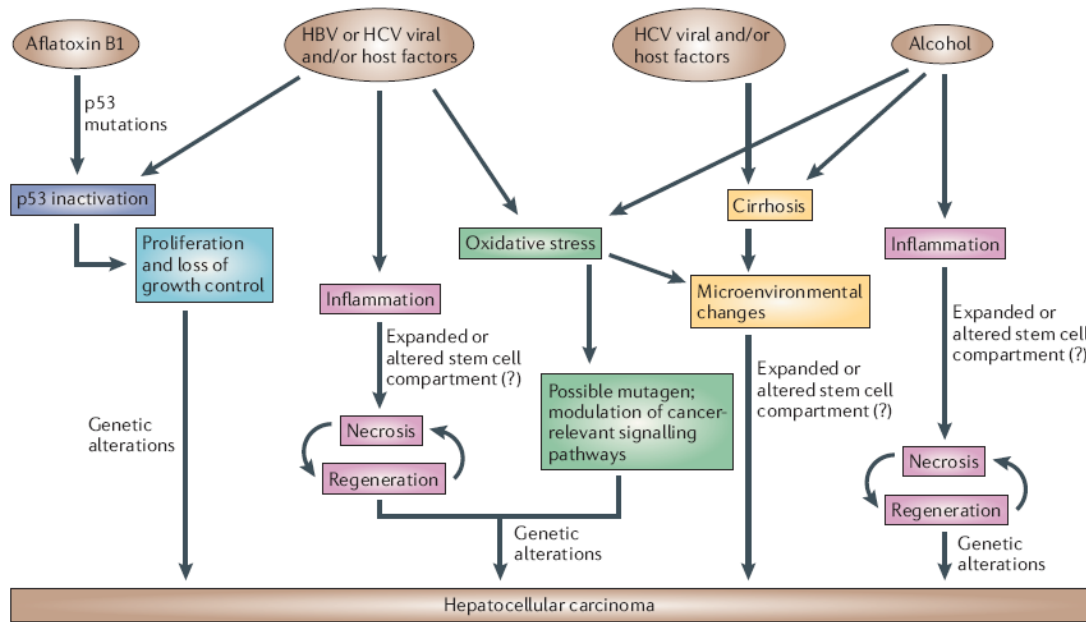 Aflatoxin B1
HBV or HCV viral
and/or host factors
HCV viral and/or
host factors
Alcohol
p53
mutations
p53 inactivation
Cirrhosis
Proliferation
and loss of
growth control
Oxidative stress
Inflammation
Inflammation
Microenvironmental
changes
Expanded or
altered stem cell
compartment (?)
Expanded or
altered stem cell
compartment (?)
Expanded or
altered stem cell
compartment (?)
Possible mutagen;
modulation of cancer-
relevant signalling
pathways
Genetic
alterations
Necrosis
Regeneration
Necrosis
Regeneration
Genetic
alterations
Genetic
alterations
Hepatocellular carcinoma